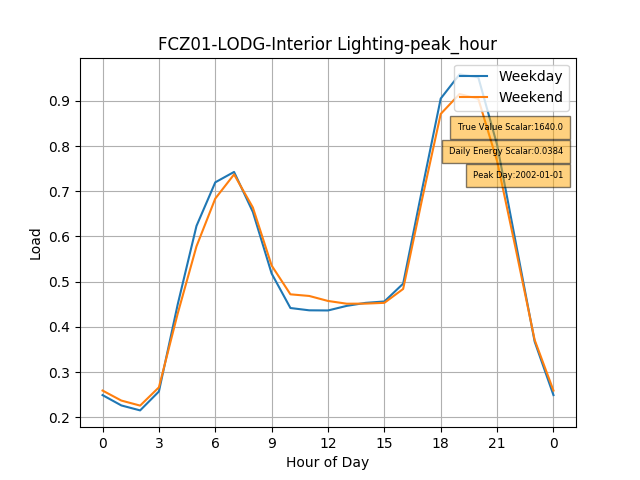 FCZ01-LODG-Interior Lighting-peak_hour
Weekday
Weekend
True Value Scalar:1640.0
Daily Energy Scalar:0.0384
Peak Day:2002-01-01
Load
0.9
0.8
0.7
0.6
0.5
0.4
0.3
0.2
0 3 6 9 12 15 18 21 0
Hour of Day